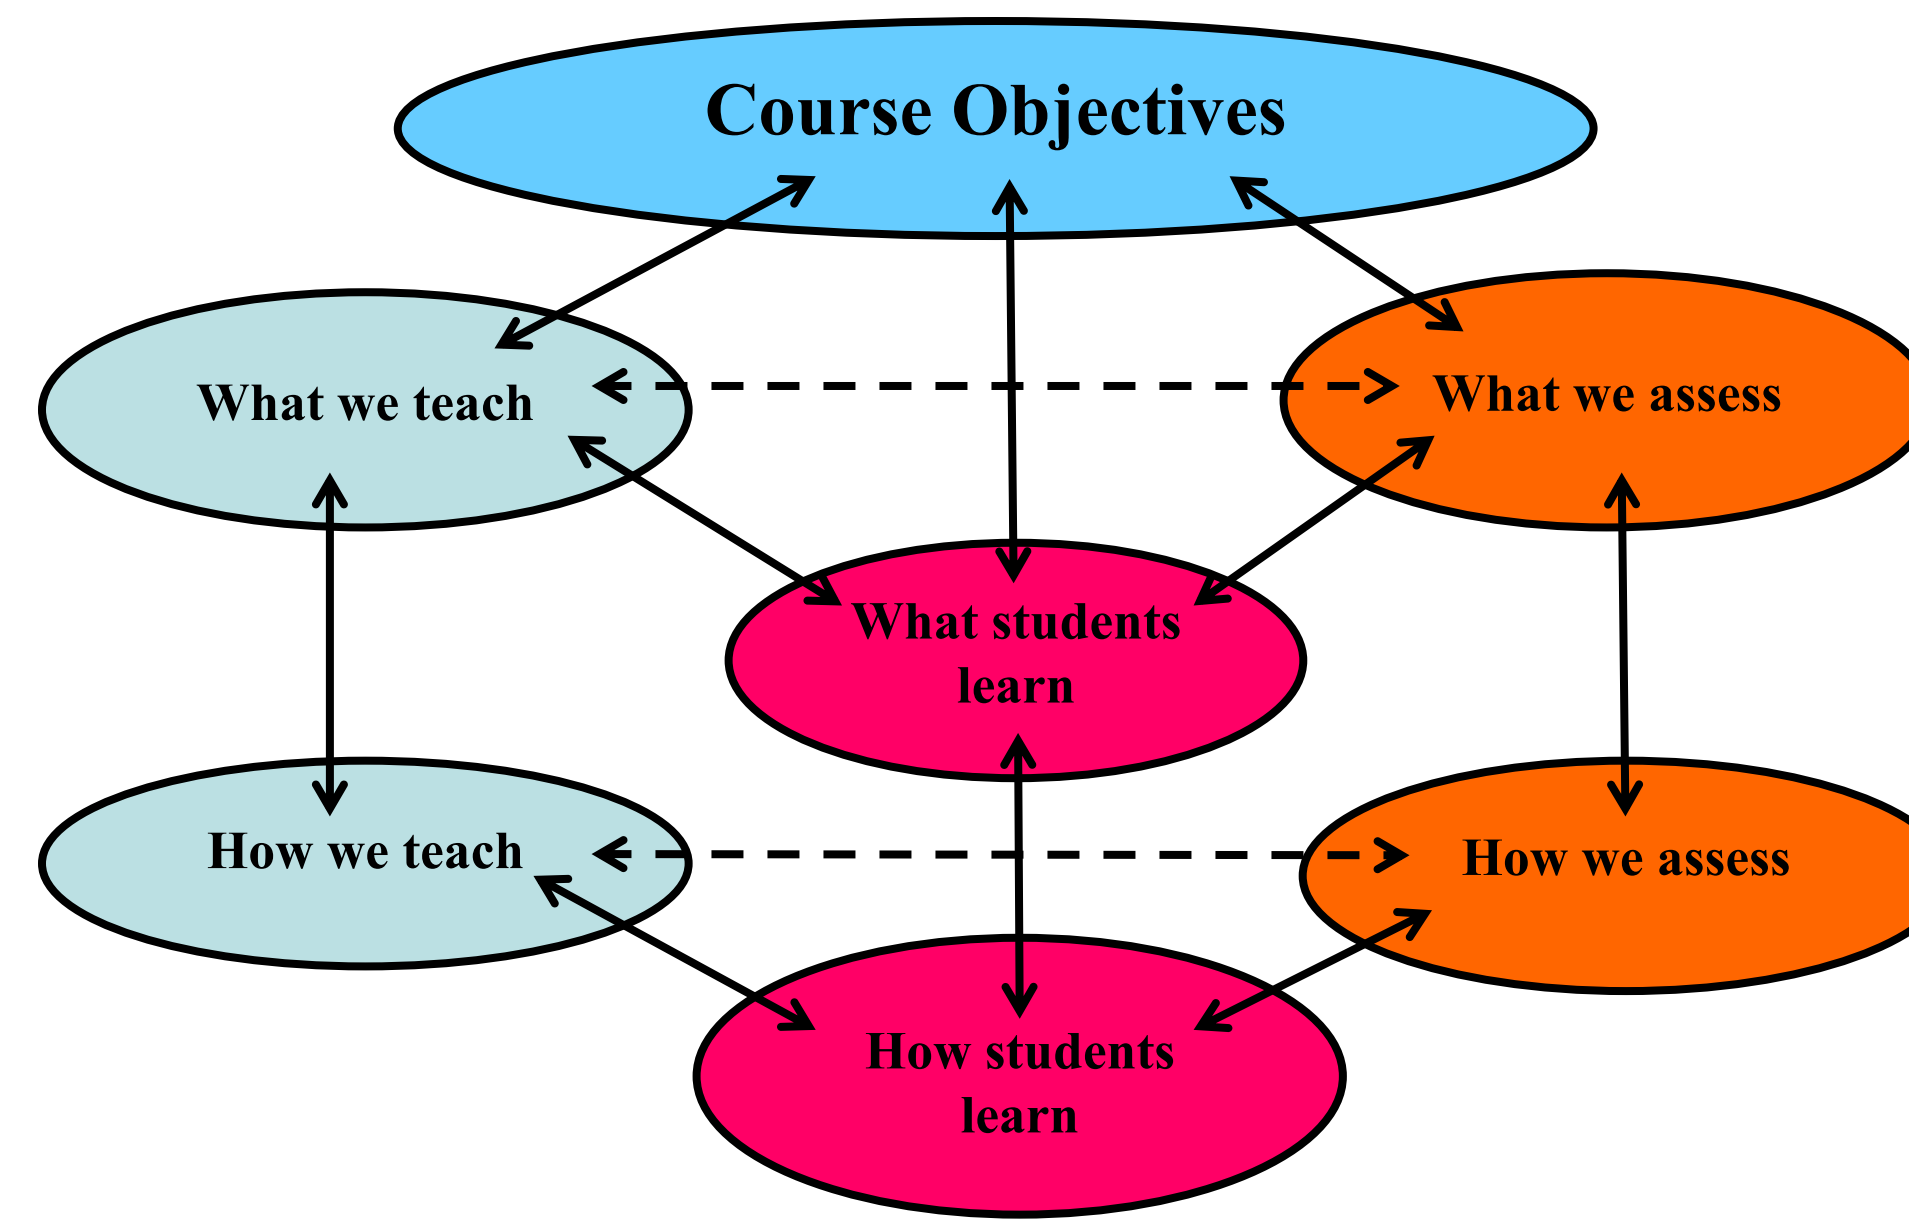 Course Objectives
What we teach
What we assess
What students
learn
How we teach
How we assess
How students
learn